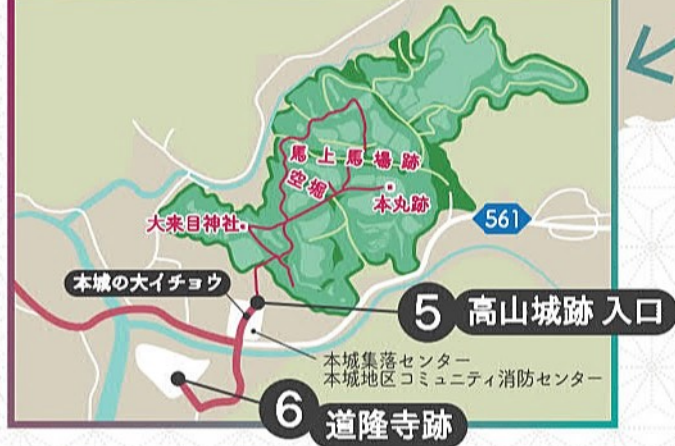 馬上馬場跡
空堀
本丸跡
大来目神社
561
本城の大イチョウ
5 高山城跡 入口
本城集落センター
本城地区コミュニティ消防センター
6 道隆寺跡